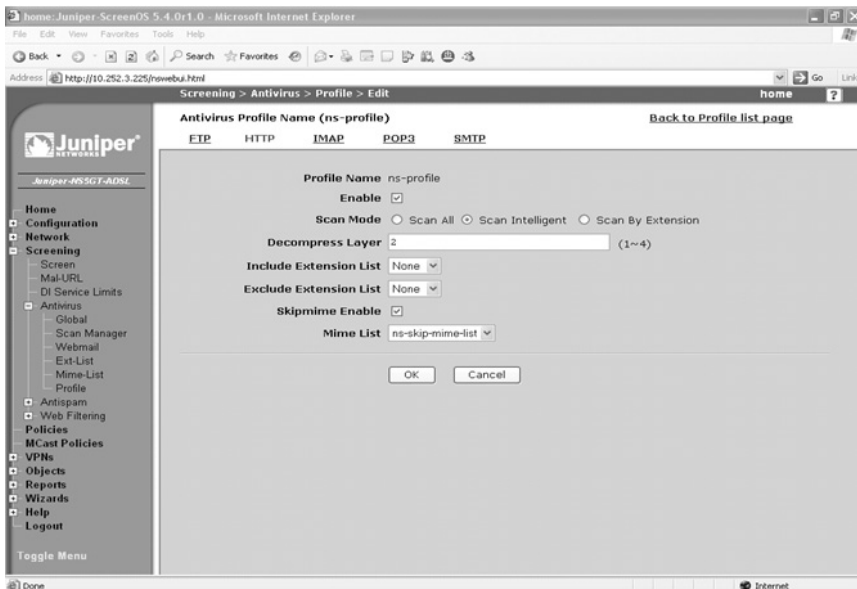 home:Juniper-ScreenOS 5.4.0r1.0 - Microsoft Internet Explorer
File Edit View Favorites Tools Help
Back Search Favorites
Address http://10.252.3.225/nswebui.html Go Link
Screening > Antivirus > Profile > Edit home ?
Juniper
NETWORKS
Juniper-NS5GT-ADSL
Home
Configuration
Network
Screening
Screen
Mal-URL
DI Service Limits
Antivirus
Global
Scan Manager
Webmail
Ext-List
Mime-List
Profile
Antispam
Web Filtering
Policies
MCast Policies
VPNs
Objects
Reports
Wizards
Help
Logout
Toggle Menu
Antivirus Profile Name (ns-profile) Back to Profile list page
FTP HTTP IMAP POP3 SMTP
Profile Name ns-profile
Enable
Scan Mode Scan All Scan Intelligent Scan By Extension
Decompress Layer 2 (1~4)
Include Extension List None
Exclude Extension List None
Skipmime Enable
Mime List ns-skip-mime-list
OK Cancel
Done Internet